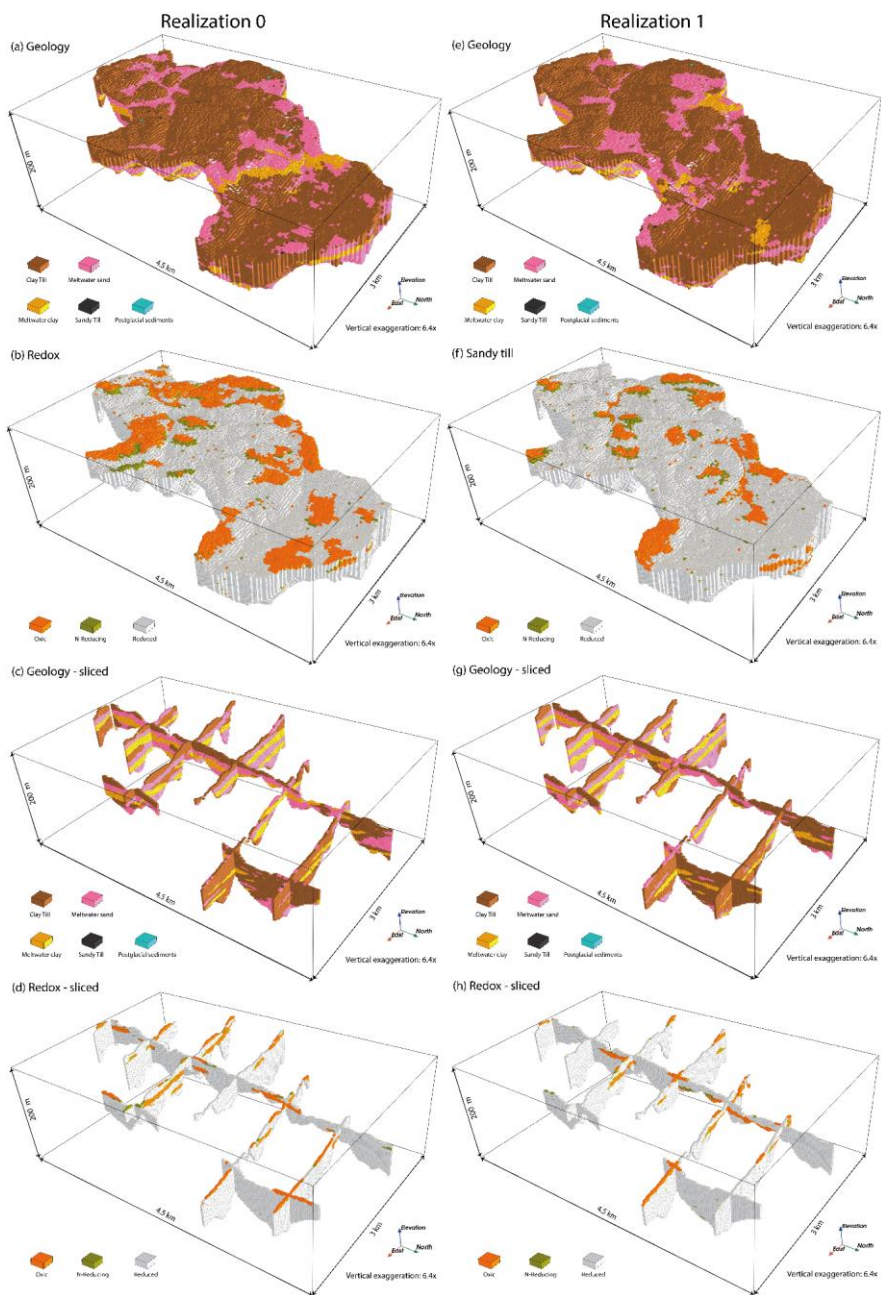 Realization 0
Realization 1
(a) Geology
200 m
4.5 km
3 km
Clay Till
Meltwater sand
Meltwater clay
Sandy Till
Postglacial sediments
Elevation
East
North
Vertical exaggeration: 6.4x
(e) Geology
200 m
4.5 km
3 km
Clay Till
Meltwater sand
Meltwater clay
Sandy Till
Postglacial sediments
Elevation
East
North
Vertical exaggeration: 6.4x
(b) Redox
200 m
4.5 km
3 km
Oxic
N-Reducing
Reduced
Elevation
East
North
Vertical exaggeration: 6.4x
(f) Sandy till
200 m
4.5 km
3 km
Oxic
N-Reducing
Reduced
Elevation
East
North
Vertical exaggeration: 6.4x
(c) Geology - sliced
200 m
4.5 km
3 km
Clay Till
Meltwater sand
Meltwater clay
Sandy Till
Postglacial sediments
Elevation
East
North
Vertical exaggeration: 6.4x
(g) Geology - sliced
200 m
4.5 km
3 km
Clay Till
Meltwater sand
Meltwater clay
Sandy Till
Postglacial sediments
Elevation
East
North
Vertical exaggeration: 6.4x
(d) Redox - sliced
200 m
4.5 km
3 km
Oxic
N-Reducing
Reduced
Elevation
East
North
Vertical exaggeration: 6.4x
(h) Redox - sliced
200 m
4.5 km
3 km
Oxic
N-Reducing
Reduced
Elevation
East
North
Vertical exaggeration: 6.4x